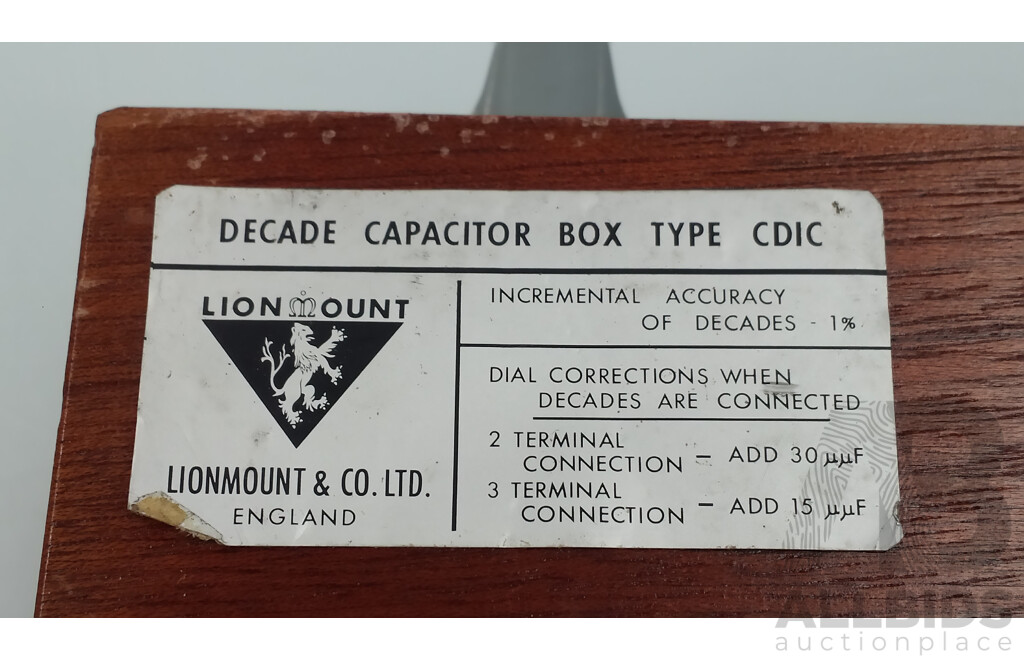 DECADE CAPACITOR BOX TYPE CDIC
LIONMOUNT
LIONMOUNT & CO. LTD.
ENGLAND
INCREMENTAL ACCURACY
OF DECADES - 1%
DIAL CORRECTIONS WHEN
DECADES ARE CONNECTED
2 TERMINAL
CONNECTION — ADD 30 μμF
3 TERMINAL
CONNECTION — ADD 15 μμF
ALLBIDS
auctionplace